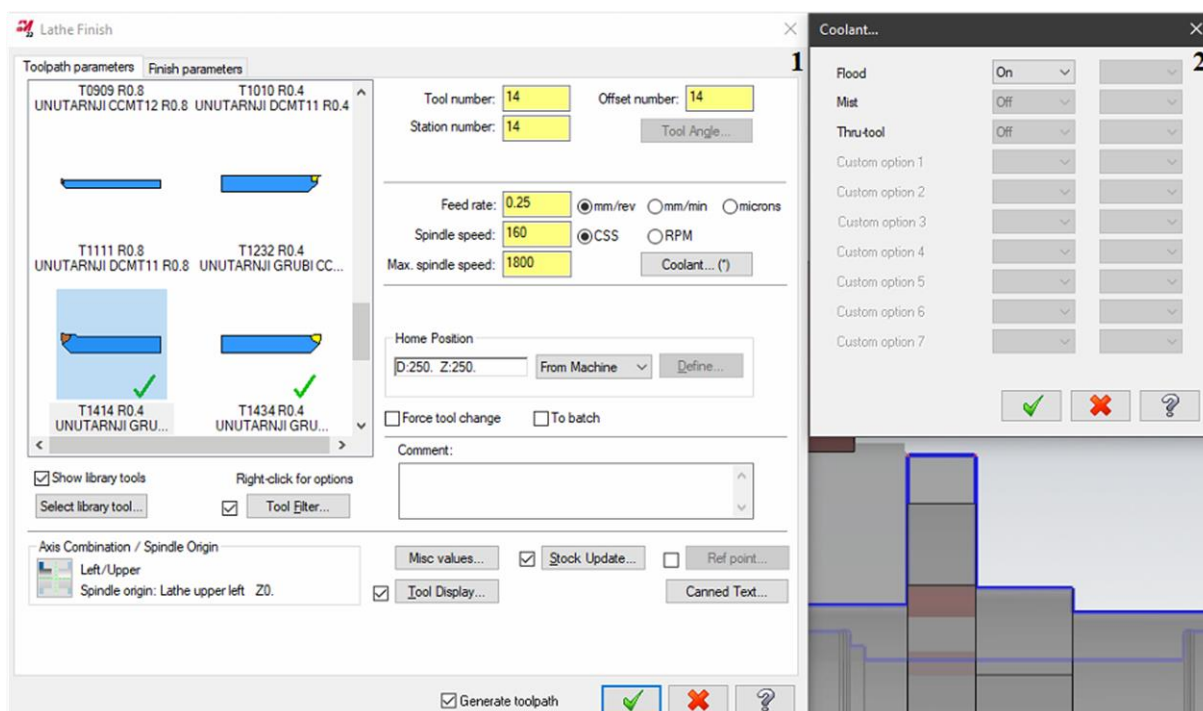 Lathe Finish
Toolpath parameters
Finish parameters
1
T0909 R0.8
UNUTARNJI CCMT12 R0.8
T1010 R0.4
UNUTARNJI DCMT11 R0.4
T1111 R0.8
UNUTARNJI DCMT11 R0.8
T1232 R0.4
UNUTARNJI GRUBI CC...
T1414 R0.4
UNUTARNJI GRU...
T1434 R0.4
UNUTARNJI GRU...
Show library tools
Right-click for options
Select library tool...
Tool Filter...
Axis Combination / Spindle Origin
Left/Upper
Spindle origin: Lathe upper left Z0.
Tool number: 14
Offset number: 14
Station number: 14
Tool Angle...
Feed rate: 0.25 mm/rev mm/min microns
Spindle speed: 160 CSS RPM
Max. spindle speed: 1800 Coolant... (*)
Home Position
D:250. Z:250. From Machine Define...
Force tool change To batch
Comment:
Misc values... Stock Update... Ref point...
Tool Display... Canned Text...
Generate toolpath
Coolant...
2
Flood On
Mist Off
Thru-tool Off
Custom option 1
Custom option 2
Custom option 3
Custom option 4
Custom option 5
Custom option 6
Custom option 7